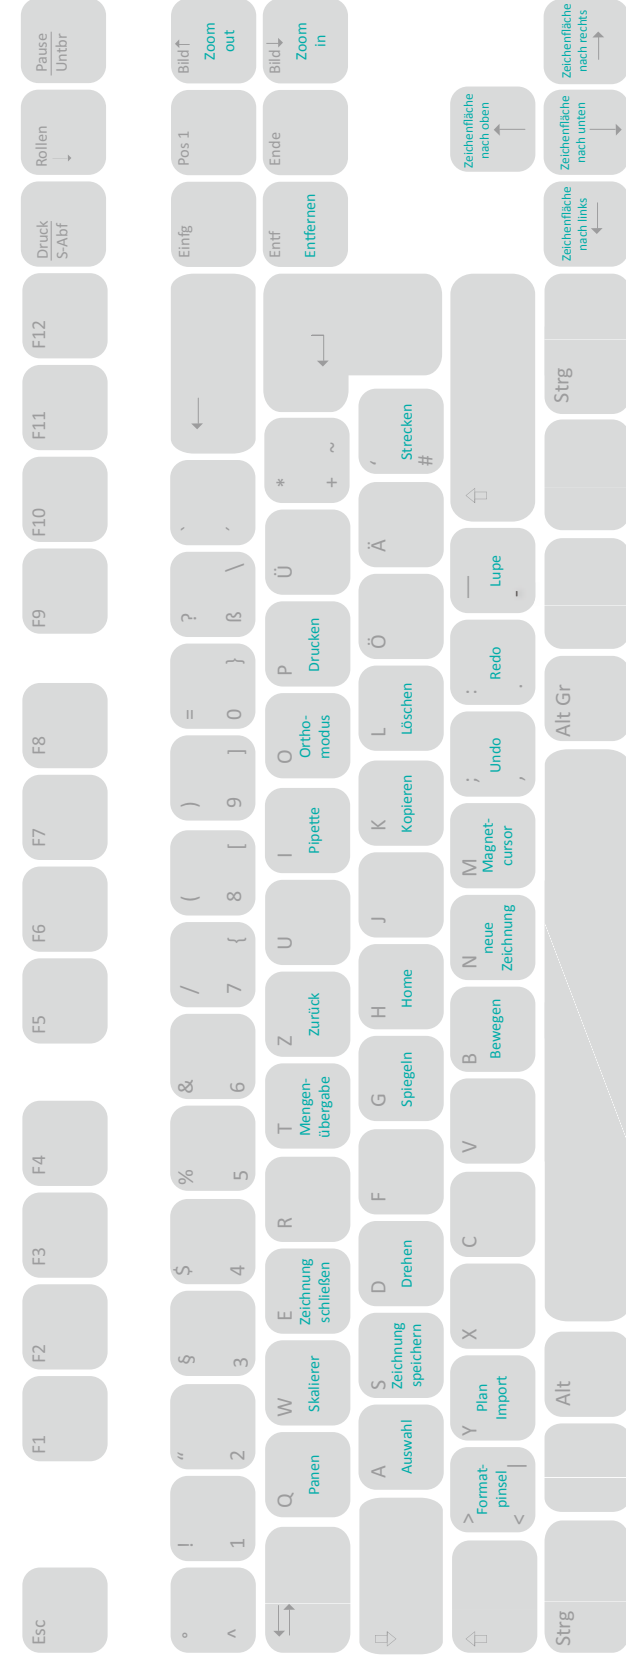 Esc
F1
F2
F3
F4
F5
F6
F7
F8
F9
F10
F11
F12
Druck
S-Abf
Rollen
Pause
Untbr
°
^
!
1
"
2
§
3
$
4
%
5
&
6
/
7 {
(
8 [
)
9 ]
=
0 }
?
ß \
`
´
Einfg
Pos 1
Bild
Zoom
out
Q
Panen
W
Skalierer
E
Zeichnung
schließen
R
T
Mengen-
übergabe
Z
Zurück
U
I
Pipette
O
Ortho-
modus
P
Drucken
Ü
*
+ ~
Entf
Entfernen
Ende
Bild
Zoom
in
A
Auswahl
S
Zeichnung
speichern
D
Drehen
F
G
Spiegeln
H
Home
J
K
Kopieren
L
Löschen
Ö
Ä
'
Strecken
#
>
Format-
pinsel
< |
Y
Plan
Import
X
C
V
B
Bewegen
N
neue
Zeichnung
M
Magnet-
cursor
;
Undo
,
:
Redo
.
—
Lupe
-
Zeichenfläche
nach oben
Strg
Alt
Alt Gr
Strg
Zeichenfläche
nach links
Zeichenfläche
nach unten
Zeichenfläche
nach rechts